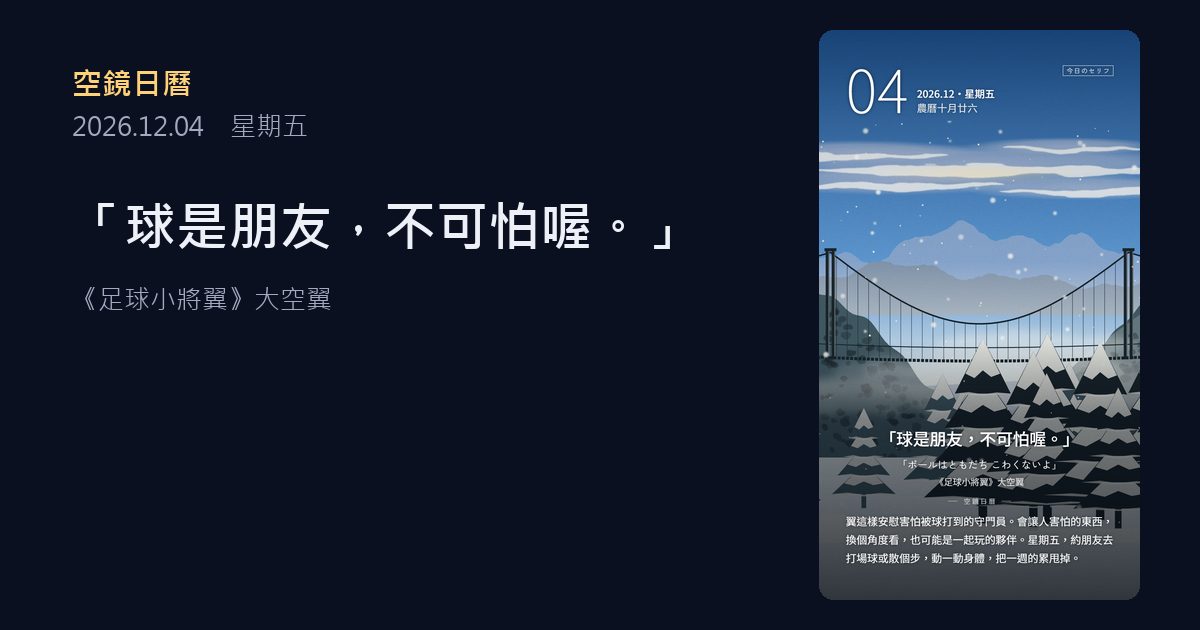 空鏡日曆
2026.12.04 星期五
「球是朋友，不可怕喔。」
《足球小將翼》大空翼
04
2026.12・星期五
農曆十月廿六
今日のセリフ
「球是朋友，不可怕喔。」
「ボールはともだち こわくないよ」
《足球小將翼》大空翼
空鏡日曆
翼這樣安慰害怕被球打到的守門員。會讓人害怕的東西，
換個角度看，也可能是一起玩的夥伴。星期五，約朋友去
打場球或散個步，動一動身體，把一週的累甩掉。